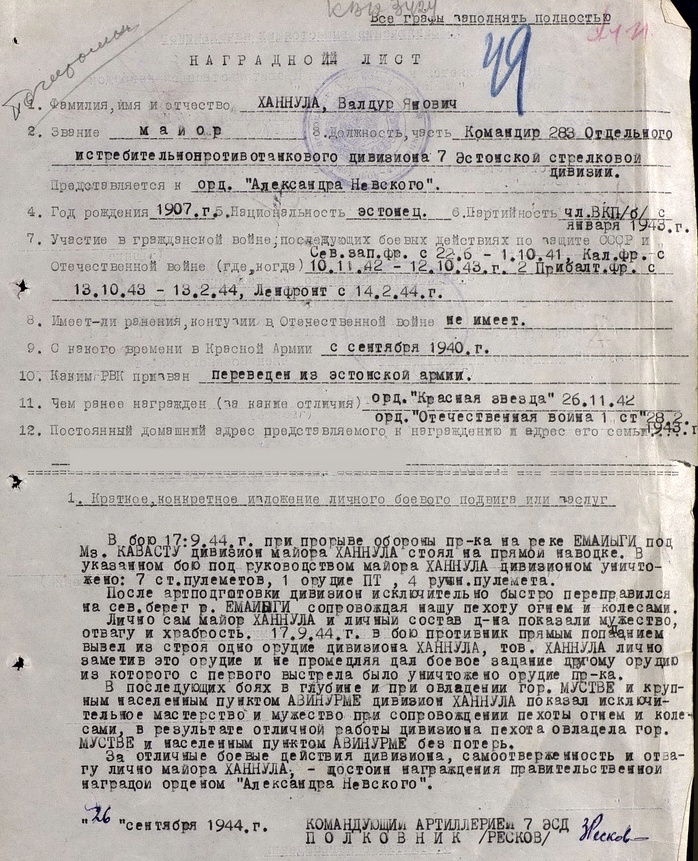 Все графы заполнять полностью
49
НАГРАДНОЙ ЛИСТ
1. Фамилия,имя и отчество ХАННУЛА, Валдур Янович
2. Звание майор 3.Должность,часть Командир 283 Отдельного
истребительнопротивотанкового дивизиона 7 Эстонской стрелковой
дивизии.
Представляется к орд. "Александра Невского".
4. Год рождения 1907.г. 5.Национальность эстонец. 6.Партийность чл.ВКП/б/ с
января 1943.г.
7. Участие в гражданской войне,последующих боевых действиях по защите СССР и
Сев.зап.фр. с 22.6 - 1.10.41, Кал.фр. с
Отечественной войне (где,когда) 10.11.42 - 12.10.43.г. 2 Прибалт.фр. с
13.10.43 - 13.2.44, Ленфронт с 14.2.44.г.
8. Имеет-ли ранения,контузии в Отечественной войне не имеет.
9. С какого времени в Красной Армии с сентября 1940.г.
10. Каким РВК призван переведен из эстонской армии.
11. Чем ранее награжден (за какие отличия) орд."Красная звезда" 26.11.42
орд."Отечественная война 1 ст"28.2.
1943.г
12. Постоянный домашний адрес представляемого к награждению и адрес его семьи
1. Краткое,конкретное изложение личного боевого подвига или заслуг
В бою 17.9.44.г. при прорыве обороны пр-ка на реке ЕМАЙЫГИ под
Мз. КАВАСТУ дивизион майора ХАННУЛА стоял на прямой наводке. В
указанном бою под руководством майора ХАННУЛА дивизионом уничто-
жено: 7 ст.пулеметов, 1 орудие ПТ , 4 ручн.пулемета.
После артподготовки дивизион исключительно быстро переправился
на сев.берег р. ЕМАЙЫГИ сопровождая нашу пехоту огнем и колесами.
Лично сам майор ХАННУЛА и личный состав д-на показали мужество,
отвагу и храбрость. 17.9.44.г. в бою противник прямым попаданием
вывел из строя одно орудие дивизиона ХАННУЛА, тов. ХАННУЛА лично
заметив это орудие и не промедляя дал боевое задание другому орудию
из которого с первого выстрела было уничтожено орудие пр-ка.
В последующих боях в глубине и при овладении гор. МУСТВЕ и круп-
ным населенным пунктом АВИНУРМЕ дивизион ХАННУЛА показал исключи-
тельное мастерство и мужество при сопровождении пехоты огнем и коле-
сами, в результате отличной работы дивизиона пехота овладела гор.
МУСТВЕ и населенным пунктом АВИНУРМЕ без потерь.
За отличные боевые действия дивизиона, самоотверженность и отва-
гу лично майора ХАННУЛА, - достоин награждения правительственной
наградой орденом "Александра Невского".
"26 "сентября 1944.г. КОМАНДУЮЩИЙ АРТИЛЛЕРИЕЙ 7 ЭСД
ПОЛКОВНИК /РЕСКОВ/ Ресков